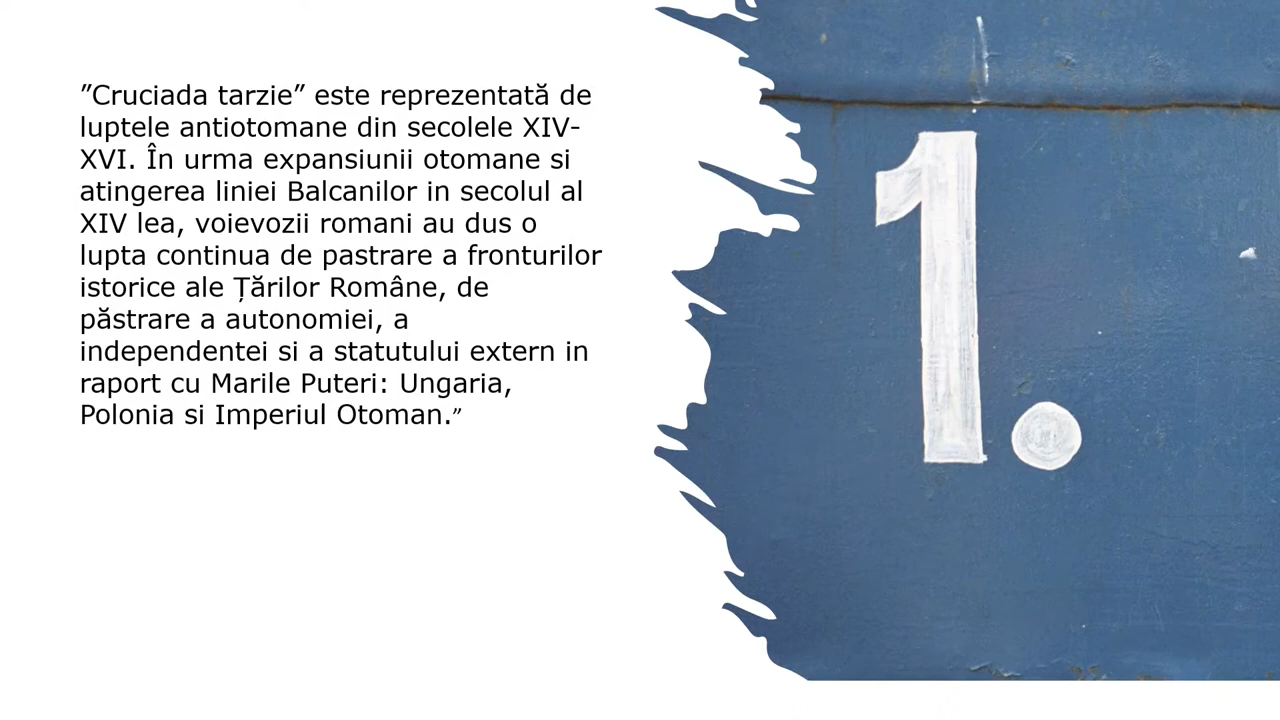 ”Cruciada tarzie” este reprezentată de
luptele antiotomane din secolele XIV-
XVI. În urma expansiunii otomane si
atingerea liniei Balcanilor in secolul al
XIV lea, voievozii romani au dus o
lupta continua de pastrare a fronturilor
istorice ale Țărilor Române, de
păstrare a autonomiei, a
independentei si a statutului extern in
raport cu Marile Puteri: Ungaria,
Polonia si Imperiul Otoman.”
1.